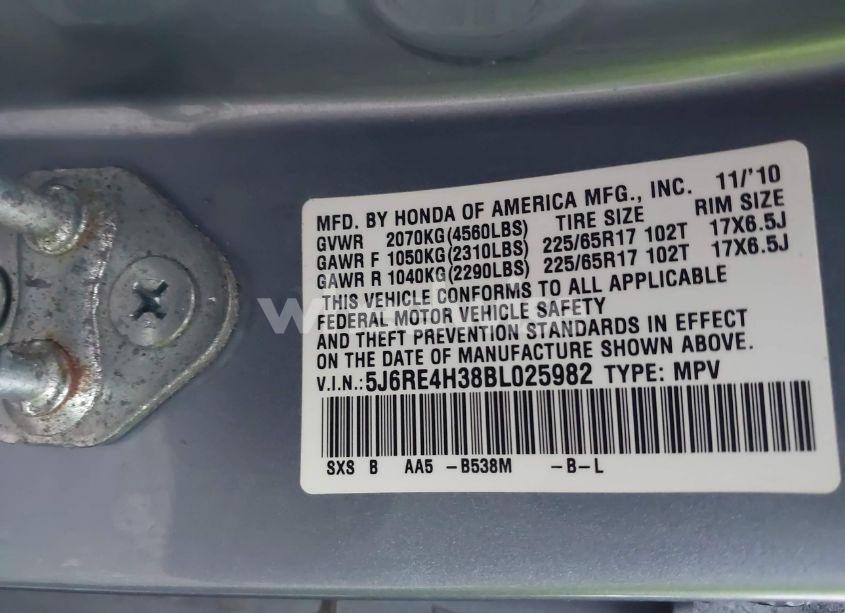 MFD. BY HONDA OF AMERICA MFG., INC. 11/'10
GVWR 2070KG(4560LBS) TIRE SIZE RIM SIZE
GAWR F 1050KG(2310LBS) 225/65R17 102T 17X6.5J
GAWR R 1040KG(2290LBS) 225/65R17 102T 17X6.5J
THIS VEHICLE CONFORMS TO ALL APPLICABLE
FEDERAL MOTOR VEHICLE SAFETY
AND THEFT PREVENTION STANDARDS IN EFFECT
ON THE DATE OF MANUFACTURE SHOWN ABOVE.
V.I.N.:5J6RE4H38BL025982 TYPE: MPV
SXS B AA5 -B538M -B-L